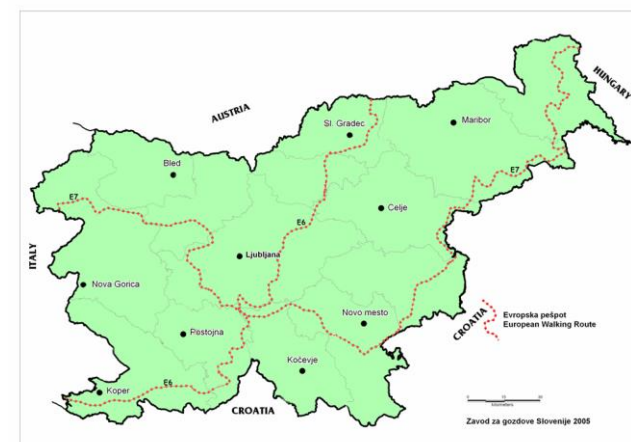 AUSTRIA
HUNGARY
Sl. Gradec
Maribor
Bled
E7
E7
E6
Celje
Ljubljana
ITALY
Nova Gorica
Novo mesto
Postojna
CROATIA
Evropska pešpot
European Walking Route
Kočevje
E6
Koper
CROATIA
Zavod za gozdove Slovenije 2005